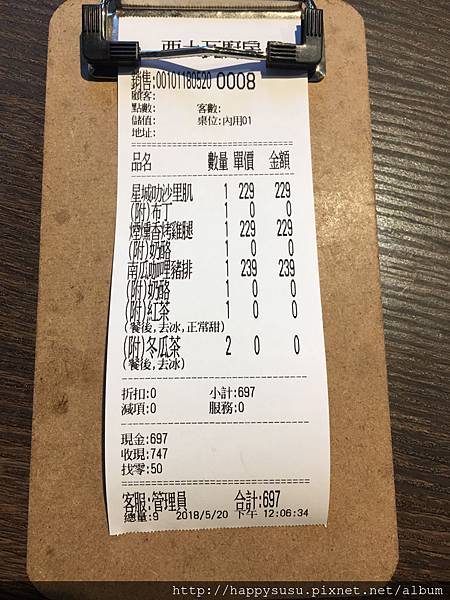 銷售:00101180520 0008
顧客:
點數: 客數:
儲值: 桌位:內用01
地址:
品名 數量 單價 金額
星城叻沙里肌 1 229 229
(附)布丁 1 0 0
煙燻香烤雞腿 1 229 229
(附)奶酪 1 0 0
南瓜咖哩豬排 1 239 239
(附)奶酪 1 0 0
(附)紅茶 1 0 0
(餐後,去冰,正常甜)
(附)冬瓜茶 2 0 0
(餐後,去冰)
折扣:0 小計:697
減項:0 服務:0
現金:697
收現:747
找零:50
客服:管理員 合計:697
總量:9 2018/5/20 下午 12:06:34
http://happysusu.pixnet.net/album